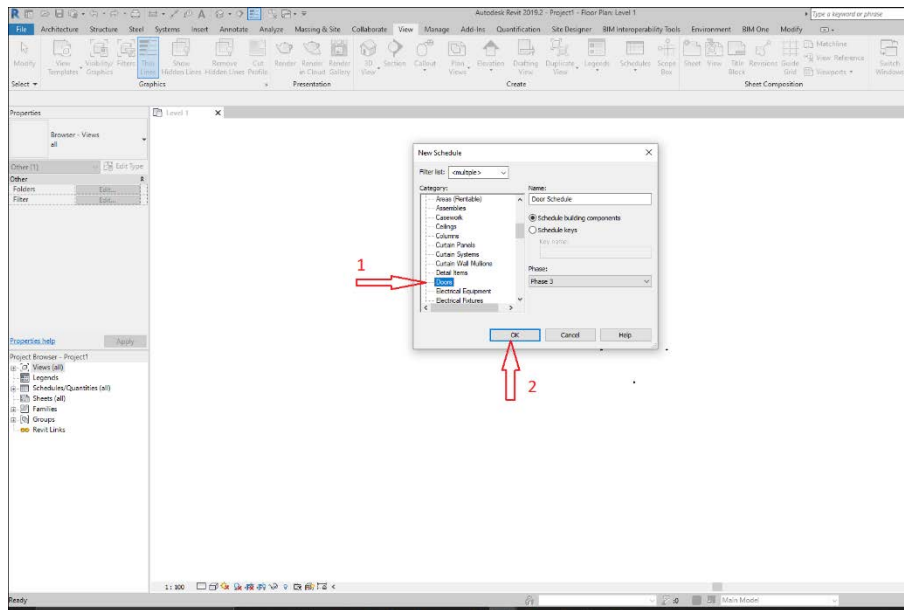 Autodesk Revit 2019.2 - Project1 - Floor Plan: Level 1
Type a keyword or phrase
File Architecture Structure Steel Systems Insert Annotate Analyze Massing & Site Collaborate View Manage Add-Ins Quantification Site Designer BIM Interoperability Tools Environment BIM One Modify
Modify View Templates Visibility/ Graphics Filters Thin Lines Show Hidden Lines Remove Hidden Lines Cut Profile Render Render in Cloud Render Gallery 3D View Section Callout Plan Views Elevation Drafting View Duplicate View Legends Schedules Scope Box Sheet View Title Block Revisions Guide Grid Matchline View Reference Viewports Switch Windows
Select Graphics Presentation Create Sheet Composition
Properties
Level 1
Browser - Views
all
Other (1) Edit Type
Other
Folders Edit...
Filter Edit...
Properties help Apply
Project Browser - Project1
Views (all)
Legends
Schedules/Quantities (all)
Sheets (all)
Families
Groups
Revit Links
New Schedule
Filter list: <multiple>
Category:
Areas (Rentable)
Assemblies
Casework
Ceilings
Columns
Curtain Panels
Curtain Systems
Curtain Wall Mullions
Detail Items
Doors
Electrical Equipment
Electrical Fixtures
Name:
Door Schedule
Schedule building components
Schedule keys
Key name:
Phase:
Phase 3
OK Cancel Help
1
2
1 : 100
Ready
:0
Main Model